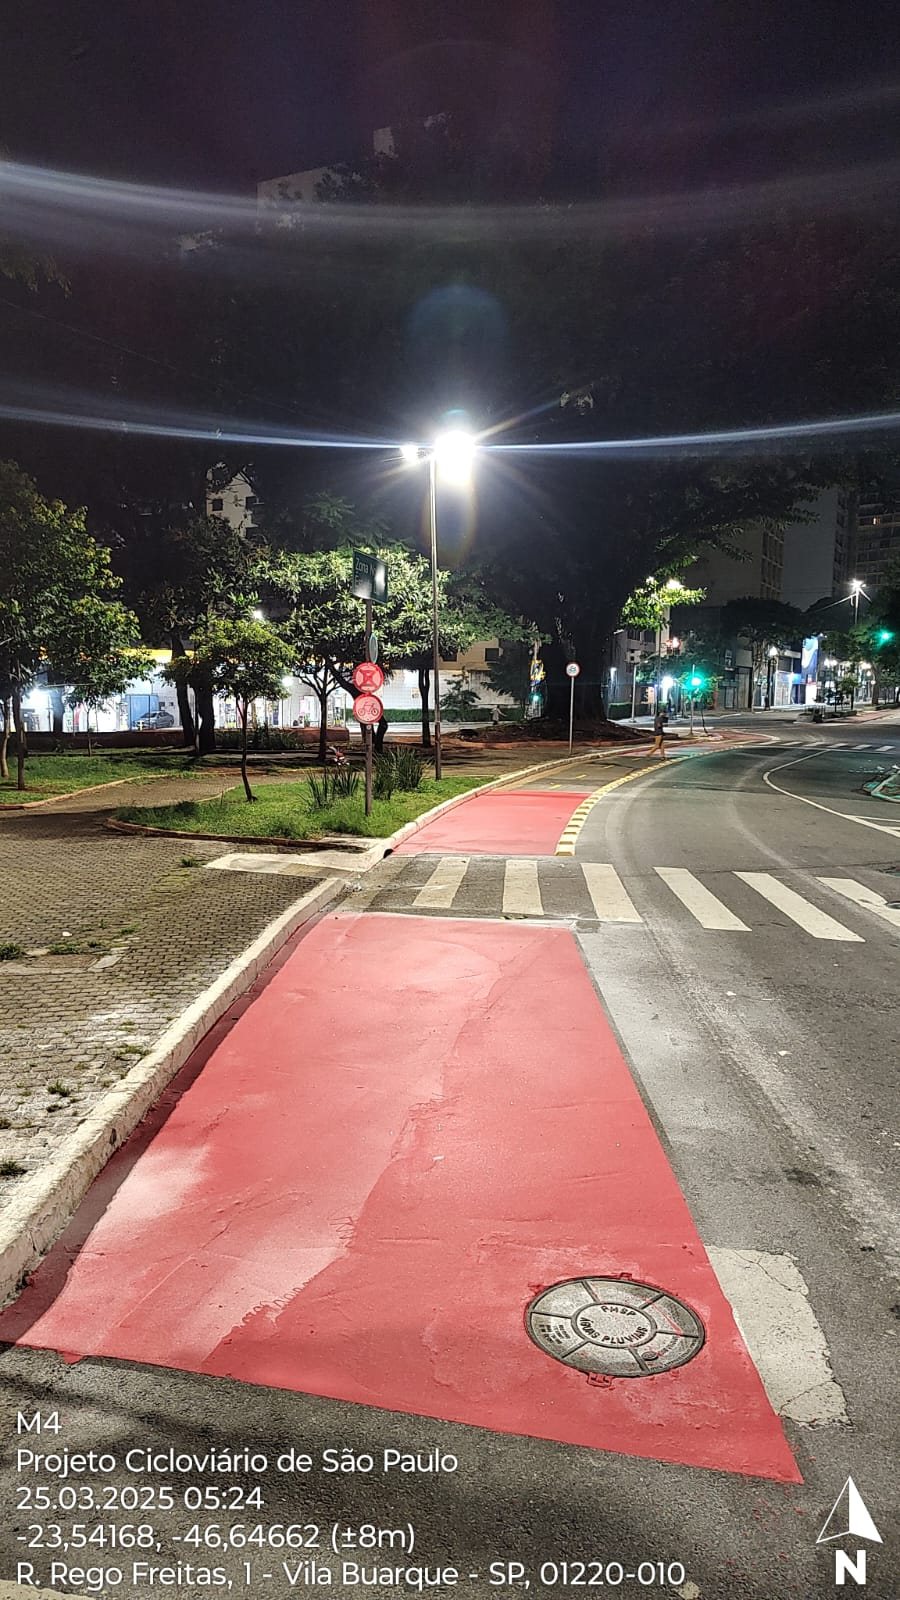 Zona
PMSP
ÁGUAS PLUVIAIS
M4
Projeto Cicloviário de São Paulo
25.03.2025 05:24
-23,54168, -46,64662 (±8m)
R. Rego Freitas, 1 - Vila Buarque - SP, 01220-010
N